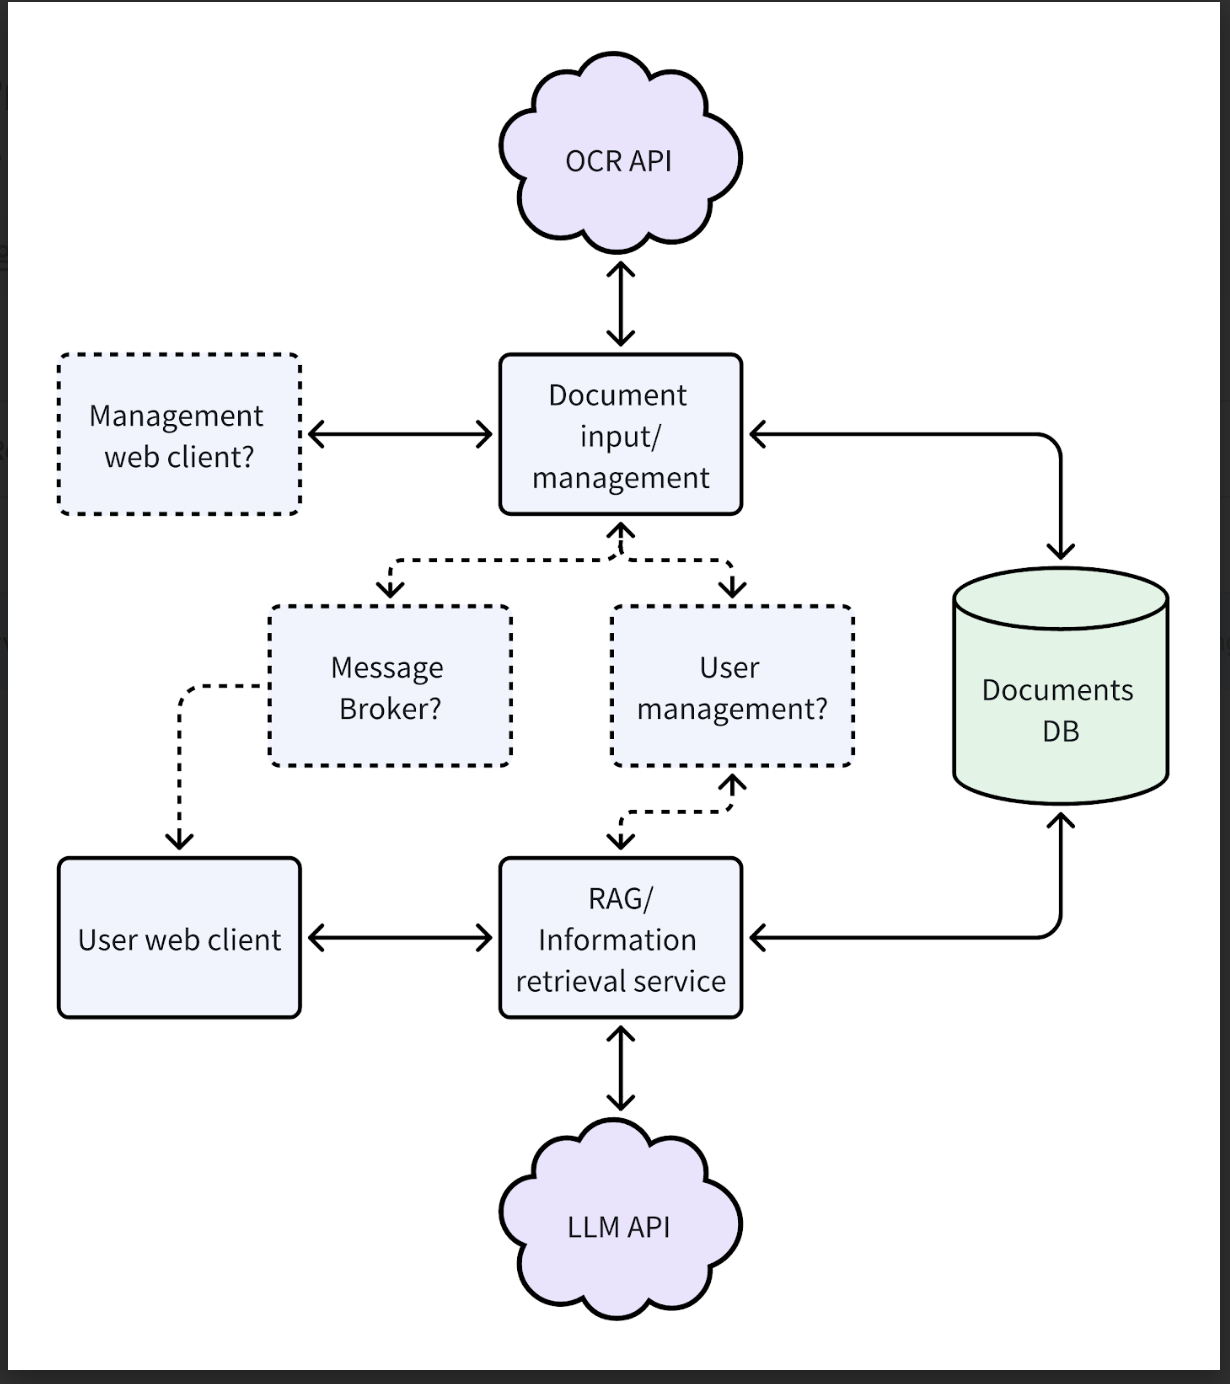 OCR API
Management
web client?
Document
input/
management
Message
Broker?
User
management?
Documents
DB
User web client
RAG/
Information
retrieval service
LLM API